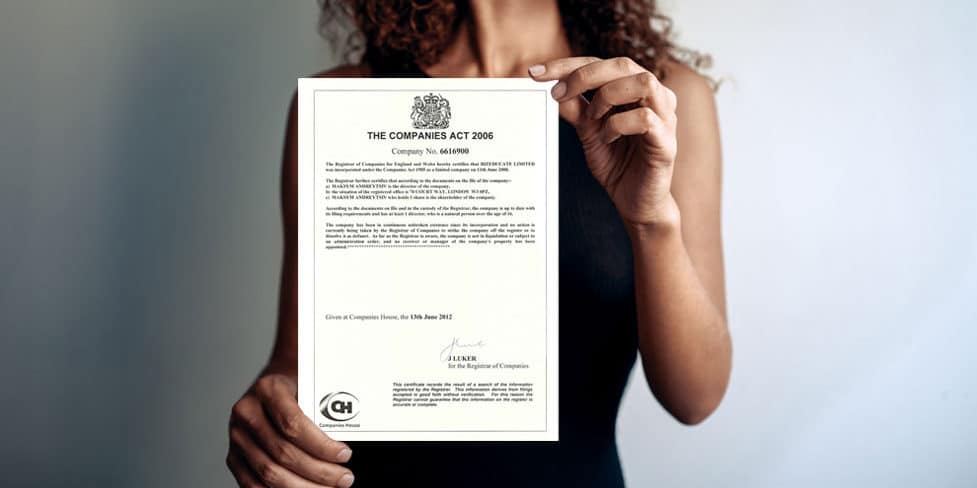 THE COMPANIES ACT 2006
Company No. 6616900
The Registrar of Companies for England and Wales hereby certifies that BIZEDUCATE LIMITED
was incorporated under the Companies Act 1985 as a limited company on 11th June 2008.
The Registrar further certifies that according to the documents on the file of the company:-
a) MAKSYM ANDREYTSIV is the director of the company,
b) the situation of the registered office is COURT WAY, LONDON W3
c) MAKSYM ANDREYTSIV who holds 1 share is the shareholder of the company.
According to the documents on file and in the custody of the Registrar, the company is up to date with
its filing requirements and has at least 1 director, who is a natural person over the age of 16.
The company has been in continuous unbroken existence since its incorporation and no action is
currently being taken by the Registrar of Companies to strike the company off the register or to
dissolve it as defunct. As far as the Registrar is aware, the company is not in liquidation or subject to
an administration order, and no receiver or manager of the company's property has been
appointed.
Given at Companies House, the 13th June 2012
J LUKER
for the Registrar of Companies
This certificate records the result of a search of the information
registered by the Registrar. This information derives from filings
accepted in good faith without verification. For this reason the
Registrar cannot guarantee that the information on the register is
accurate or complete.
CH
Companies House